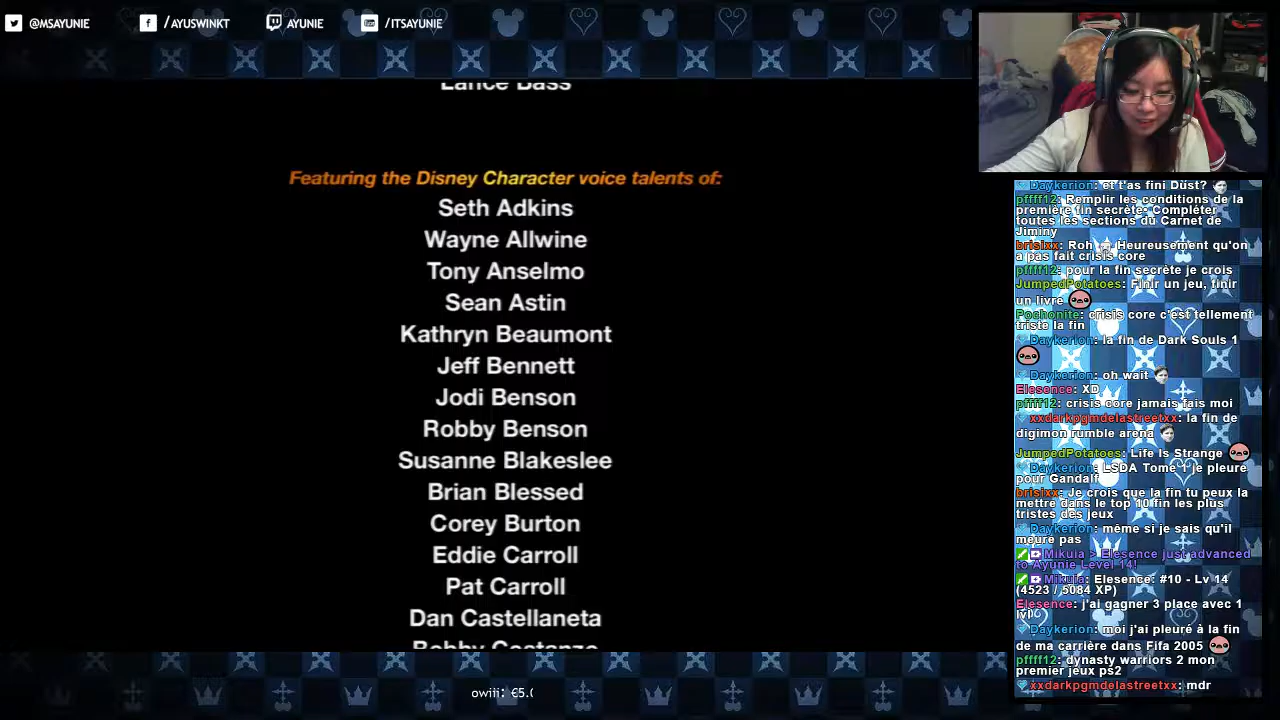 @MSAYUNIE
/AYUSWINKT
AYUNIE
/ITSAYUNIE
Lance Bass
Featuring the Disney Character voice talents of:
Seth Adkins
Wayne Allwine
Tony Anselmo
Sean Astin
Kathryn Beaumont
Jeff Bennett
Jodi Benson
Robby Benson
Susanne Blakeslee
Brian Blessed
Corey Burton
Eddie Carroll
Pat Carroll
Dan Castellaneta
Bobby Costanzo
owiii: €5.0
Daykerion: et t'as fini Dust?
pffff12: Remplir les conditions de la
première fin secrète• Compléter
toutes les sections du Carnet de
Jiminy
brisixx: Roh Heureusement qu'on
a pas fait crisis core
pffff12: pour la fin secrète je crois
JumpedPotatoes: Finir un jeu, finir
un livre
Pochonite: crisis core c'est tellement
triste la fin
Daykerion: la fin de Dark Souls 1
Daykerion: oh wait
Elesence: XD
pffff12: crisis core jamais fais moi
xxdarkpgmdelastreetxx: la fin de
digimon rumble arena
JumpedPotatoes: Life Is Strange
Daykerion: LSDA Tome 1 je pleure
pour Gandalf
brisixx: Je crois que la fin tu peux la
mettre dans le top 10 fin les plus
tristes des jeux
Daykerion: même si je sais qu'il
meure pas
Mikuia > Elesence just advanced
to Ayunie Level 14!
Mikuia: Elesence: #10 - Lv 14
(4523 / 5084 XP)
Elesence: j'ai gagner 3 place avec 1
lvl
Daykerion: moi j'ai pleuré à la fin
de ma carrière dans Fifa 2005
pffff12: dynasty warriors 2 mon
premier jeux ps2
xxdarkpgmdelastreetxx: mdr